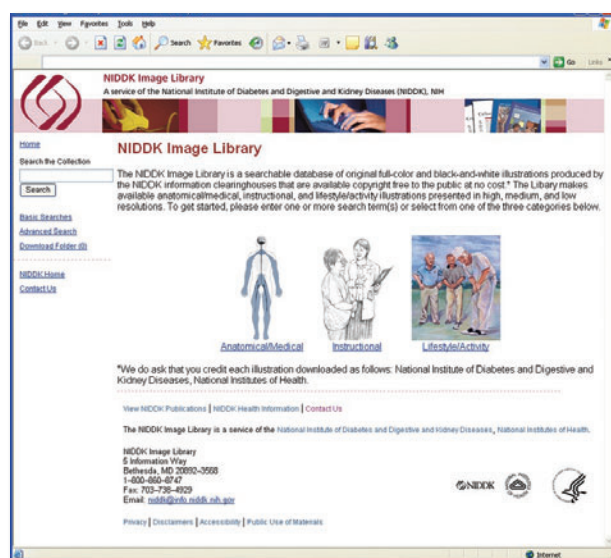 File Edit View Favorites Tools Help
Back Search Favorites
Go Links
NIDDK Image Library
A service of the National Institute of Diabetes and Digestive and Kidney Diseases (NIDDK), NIH
Home
Search the Collection
Search
Basic Searches
Advanced Search
Download Folder (0)
NIDDK Home
Contact Us
NIDDK Image Library
The NIDDK Image Library is a searchable database of original full-color and black-and-white illustrations produced by
the NIDDK information clearinghouses that are available copyright free to the public at no cost.* The Libary makes
available anatomical/medical, instructional, and lifestyle/activity illustrations presented in high, medium, and low
resolutions. To get started, please enter one or more search term(s) or select from one of the three categories below.
Anatomical/Medical Instructional Lifestyle/Activity
*We do ask that you credit each illustration downloaded as follows: National Institute of Diabetes and Digestive and
Kidney Diseases, National Institutes of Health.
View NIDDK Publications | NIDDK Health Information | Contact Us
The NIDDK Image Library is a service of the National Institute of Diabetes and Digestive and Kidney Diseases, National Institutes of Health.
NIDDK Image Library
5 Information Way
Bethesda, MD 20892–3568
1–800–860–8747
Fax: 703–738–4929
Email: niddk@info.niddk.nih.gov
NIDDK
Privacy | Disclaimers | Accessibility | Public Use of Materials
Internet